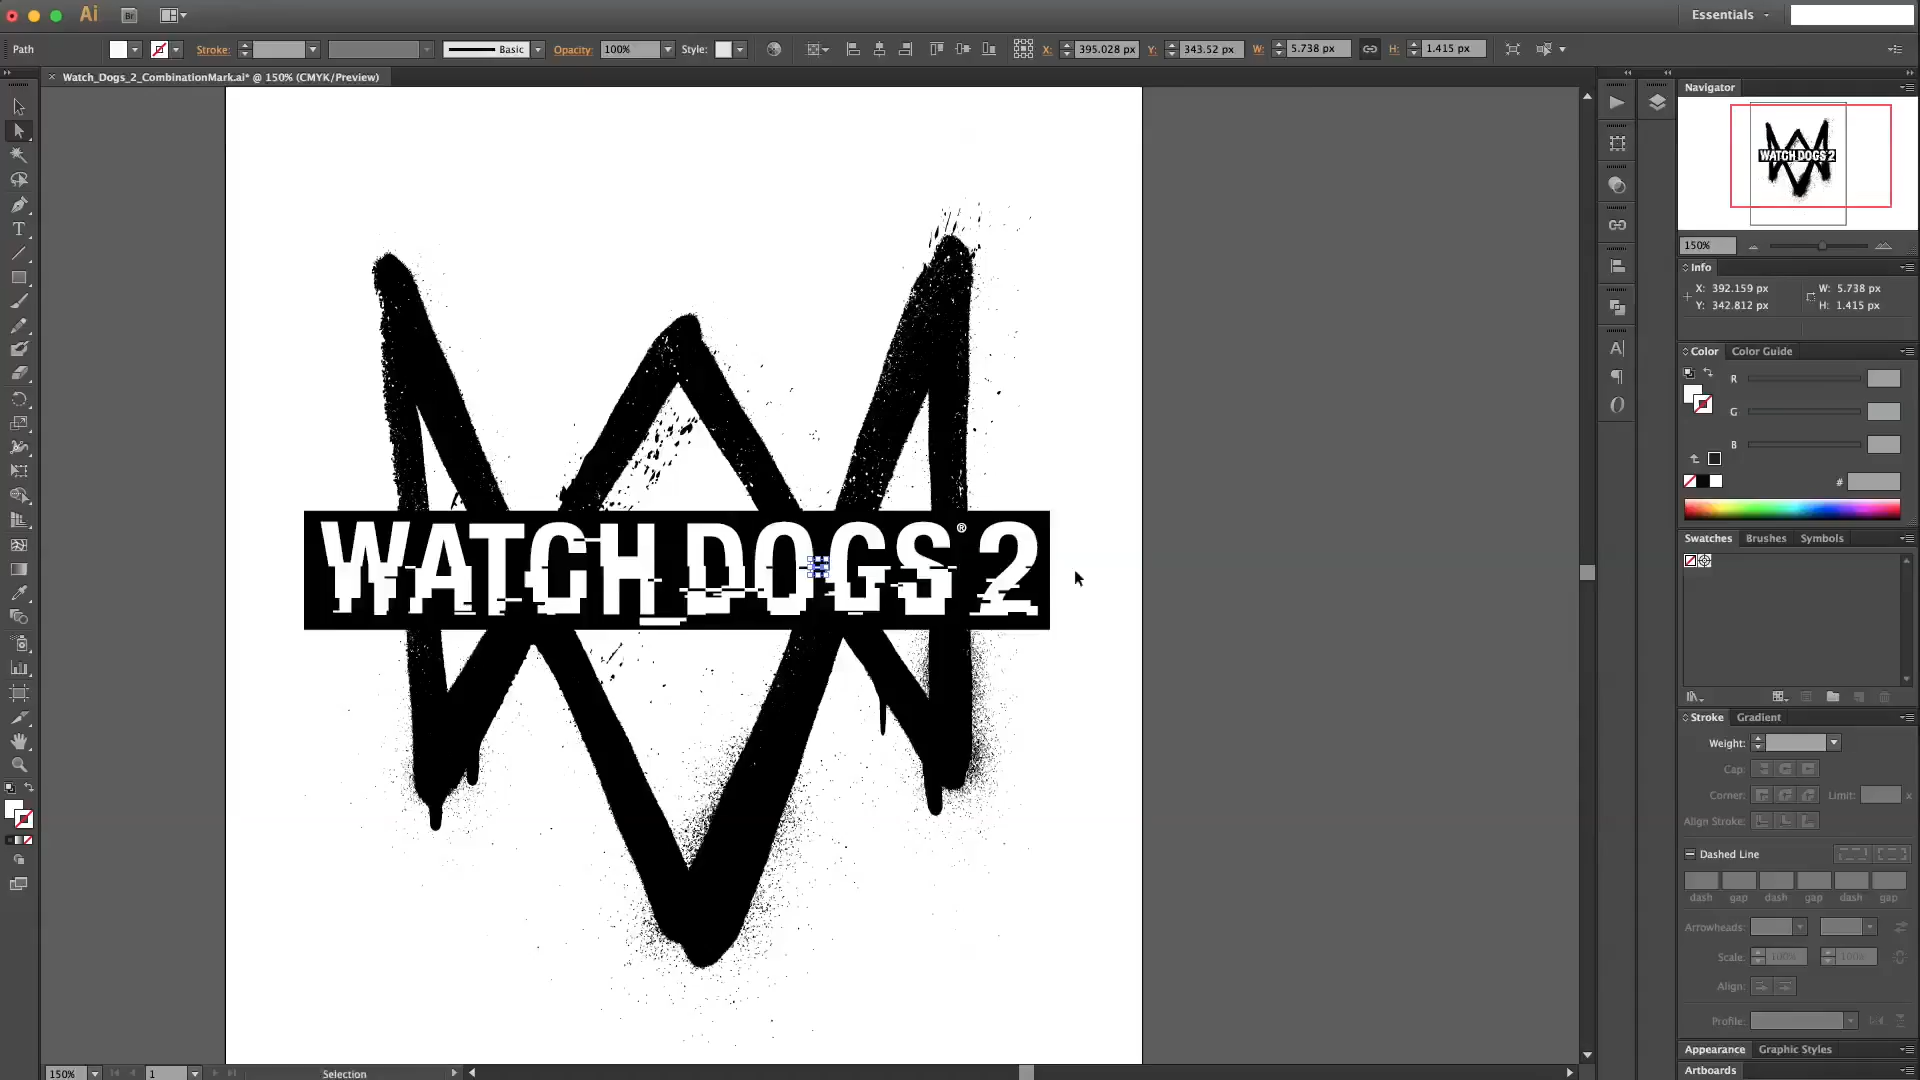 Ai
Br
Essentials
Path
Stroke:
Basic
Opacity:
100%
Style:
X:
395.028 px
Y:
343.52 px
W:
5.738 px
H:
1.415 px
Watch_Dogs_2_CombinationMark.ai* @ 150% (CMYK/Preview)
WATCH_DOGS® 2
Navigator
WATCH DOGS 2
150%
Info
X: 392.159 px
Y: 342.812 px
W: 5.738 px
H: 1.415 px
Color
Color Guide
R
G
B
#
Swatches
Brushes
Symbols
Stroke
Gradient
Weight:
Cap:
Corner:
Limit:
x
Align Stroke:
Dashed Line
dash
gap
dash
gap
dash
gap
Arrowheads:
Scale:
100%
100%
Align:
Profile:
Appearance
Graphic Styles
Artboards
150%
1
Selection